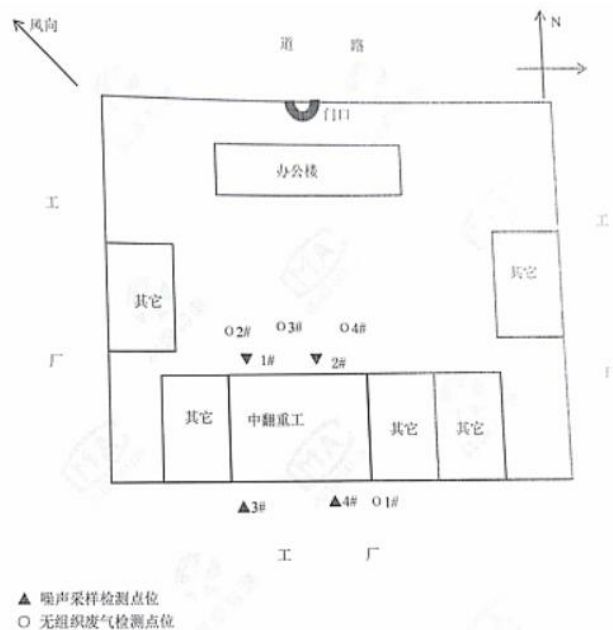 风向
N
道 路
门口
办公楼
工
工
其它
其它
○2# ○3# ○4#
厂
▼ 1# ▼ 2#
其它
中翻重工
其它
其它
▲3# ▲4# ○1#
工 厂
▲ 噪声采样检测点位
○ 无组织废气检测点位